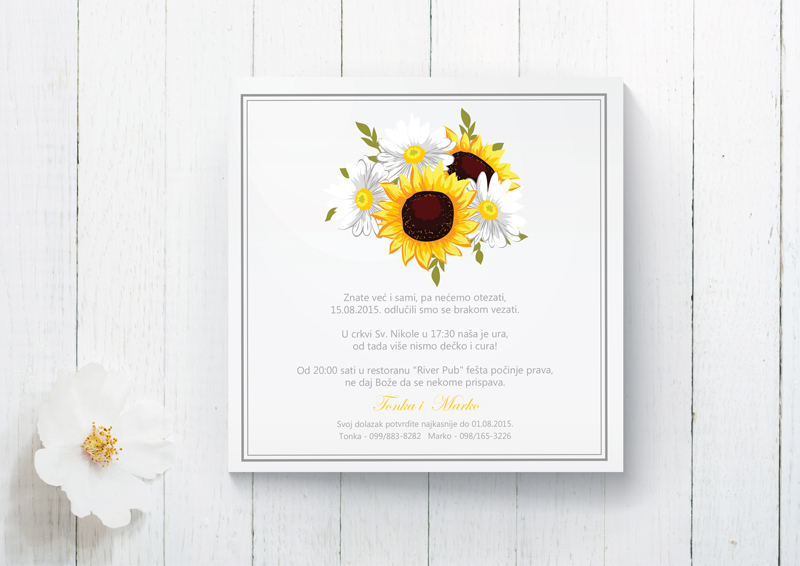 Znate već i sami, pa nećemo otezati,
15.08.2015. odlučili smo se brakom vezati.
U crkvi Sv. Nikole u 17:30 naša je ura,
od tada više nismo dečko i cura!
Od 20:00 sati u restoranu "River Pub" fešta počinje prava,
ne daj Bože da se nekome prispava.
Tonka i Marko
Svoj dolazak potvrdite najkasnije do 01.08.2015.
Tonka - 099/883-8282 Marko - 098/165-3226